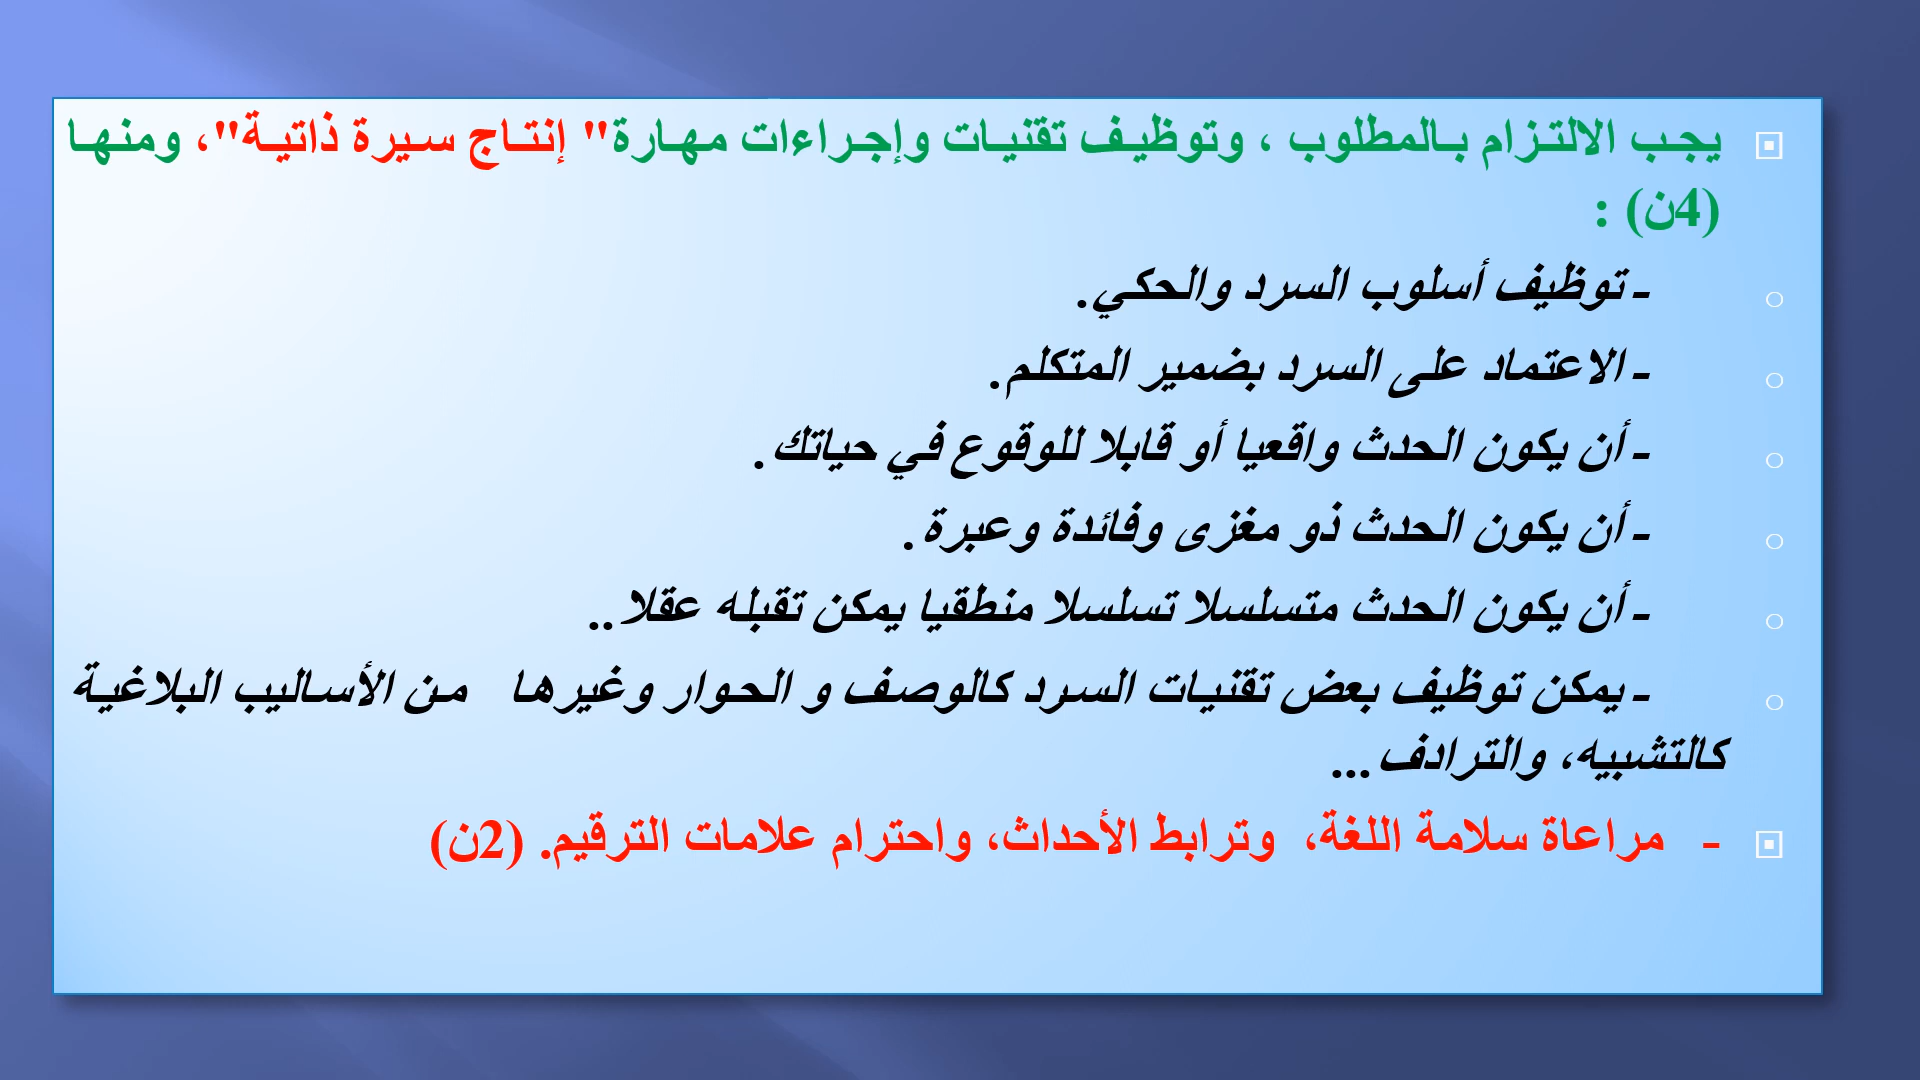 يجب الالتزام بالمطلوب ، وتوظيف تقنيات وإجراءات مهارة" إنتاج سيرة ذاتية"، ومنها
(4ن) :
ـ توظيف أسلوب السرد والحكي.
ـ الاعتماد على السرد بضمير المتكلم.
ـ أن يكون الحدث واقعيا أو قابلا للوقوع في حياتك.
ـ أن يكون الحدث ذو مغزى وفائدة وعبرة.
ـ أن يكون الحدث متسلسلا تسلسلا منطقيا يمكن تقبله عقلا..
ـ يمكن توظيف بعض تقنيات السرد كالوصف و الحوار وغيرها من الأساليب البلاغية
كالتشبيه، والترادف...
- مراعاة سلامة اللغة، وترابط الأحداث، واحترام علامات الترقيم. (2ن)